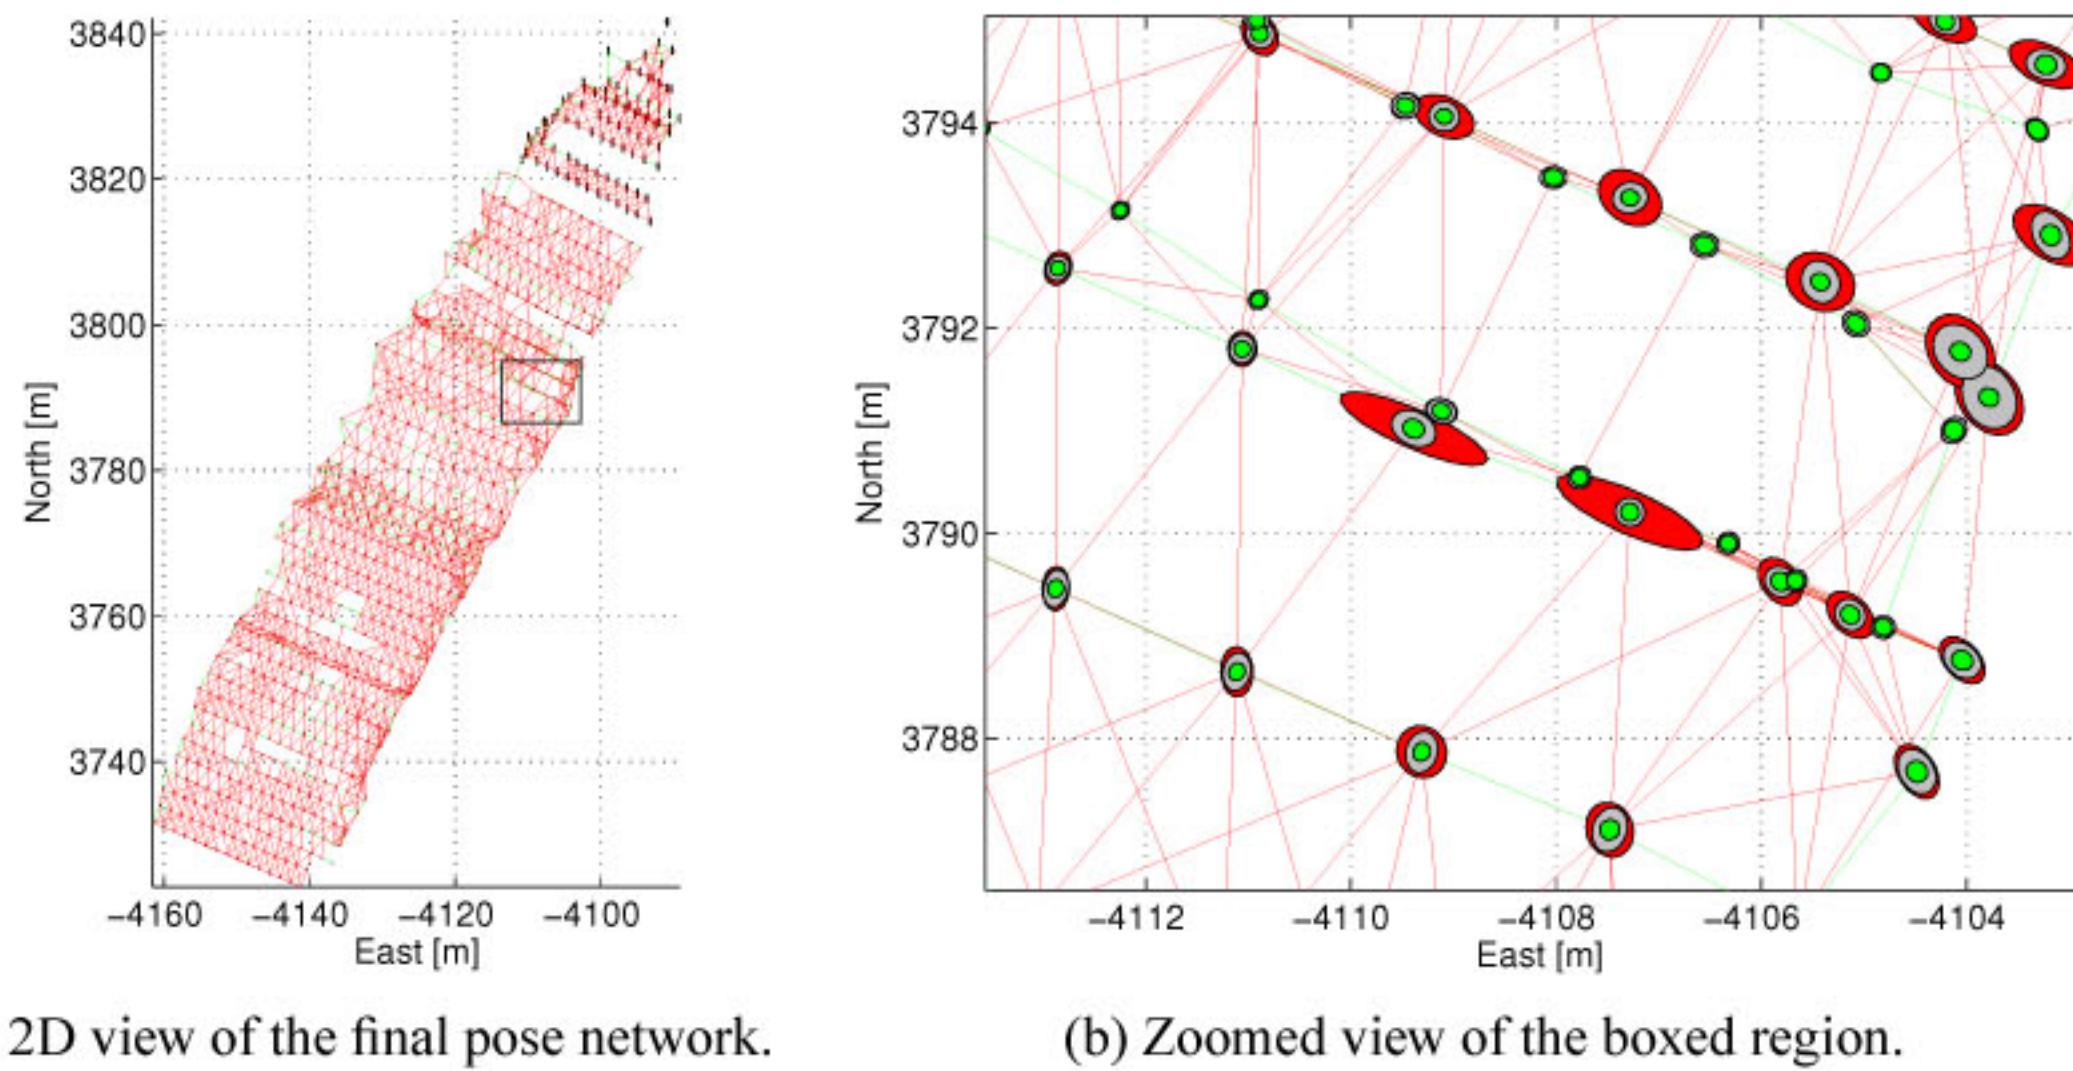 3840
3820
3800
3780
3760
3740
North [m]
−4160 −4140 −4120 −4100
East [m]
2D view of the final pose network.
3794
3792
3790
3788
North [m]
−4112 −4110 −4108 −4106 −4104
East [m]
(b) Zoomed view of the boxed region.